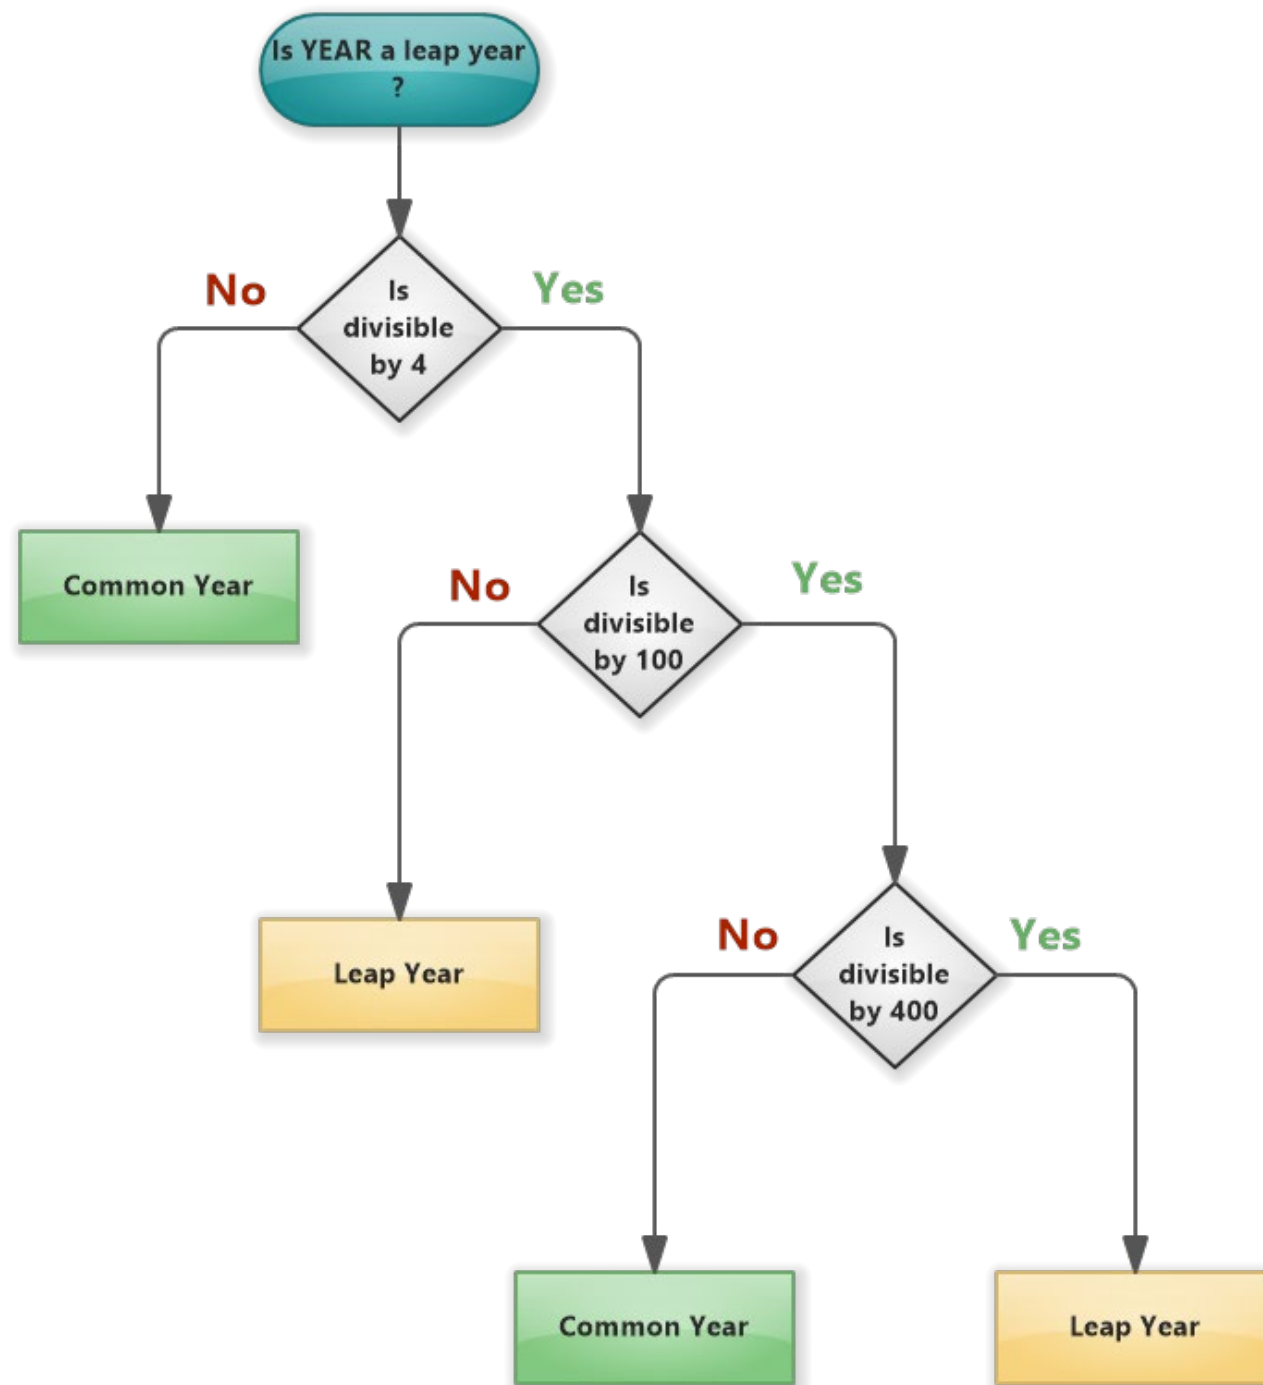 Is YEAR a leap year
?
No
Yes
Is
divisible
by 4
Common Year
No
Yes
Is
divisible
by 100
Leap Year
No
Yes
Is
divisible
by 400
Common Year
Leap Year